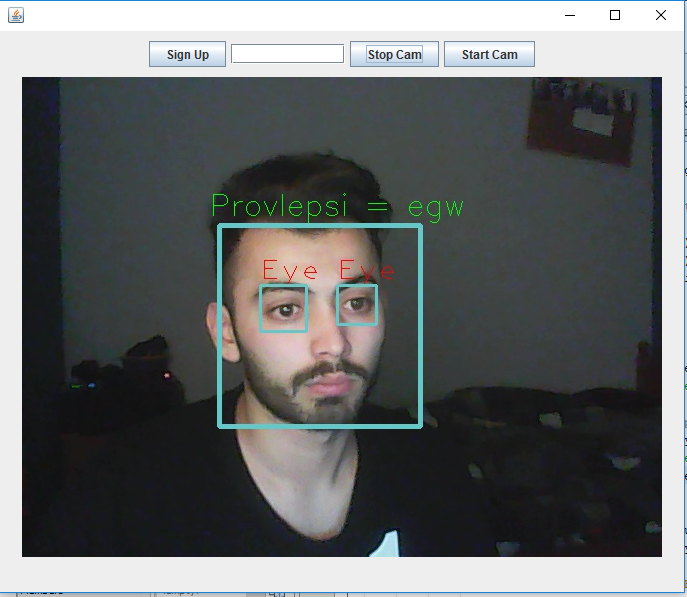 Sign Up Stop Cam Start Cam
Provlepsi = egw
Eye Eye